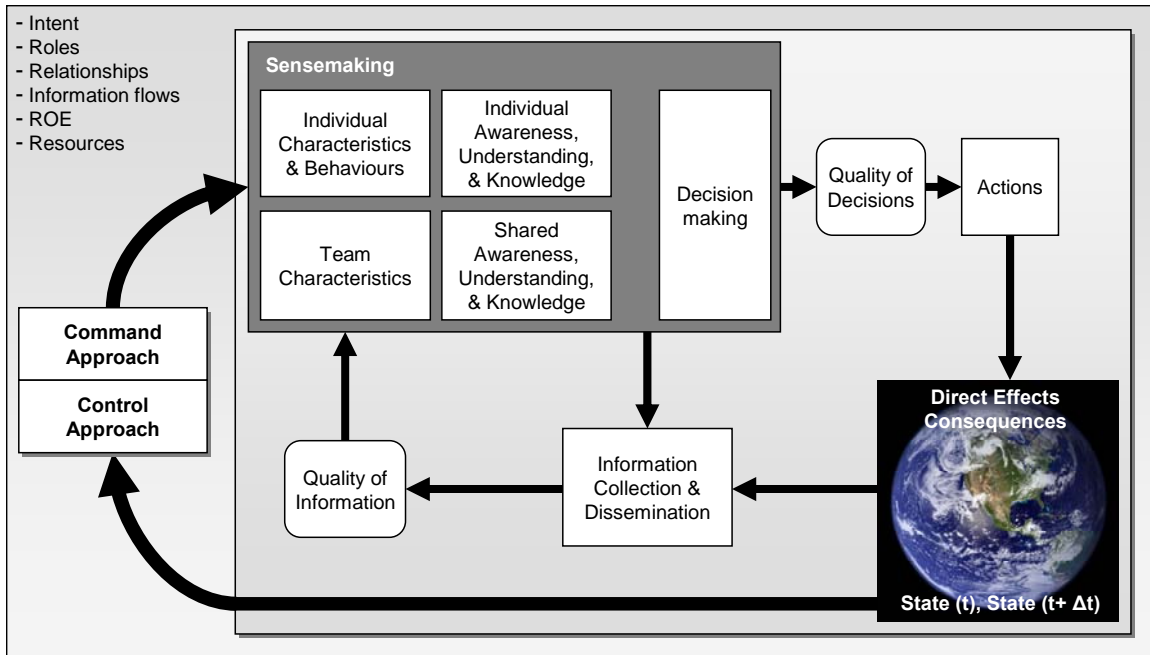 - Intent
- Roles
- Relationships
- Information flows
- ROE
- Resources
Sensemaking
Individual
Characteristics
& Behaviours
Individual
Awareness,
Understanding,
& Knowledge
Team
Characteristics
Shared
Awareness,
Understanding,
& Knowledge
Decision
making
Quality of
Decisions
Actions
Command
Approach
Control
Approach
Quality of
Information
Information
Collection &
Dissemination
Direct Effects
Consequences
State (t), State (t+ Δt)